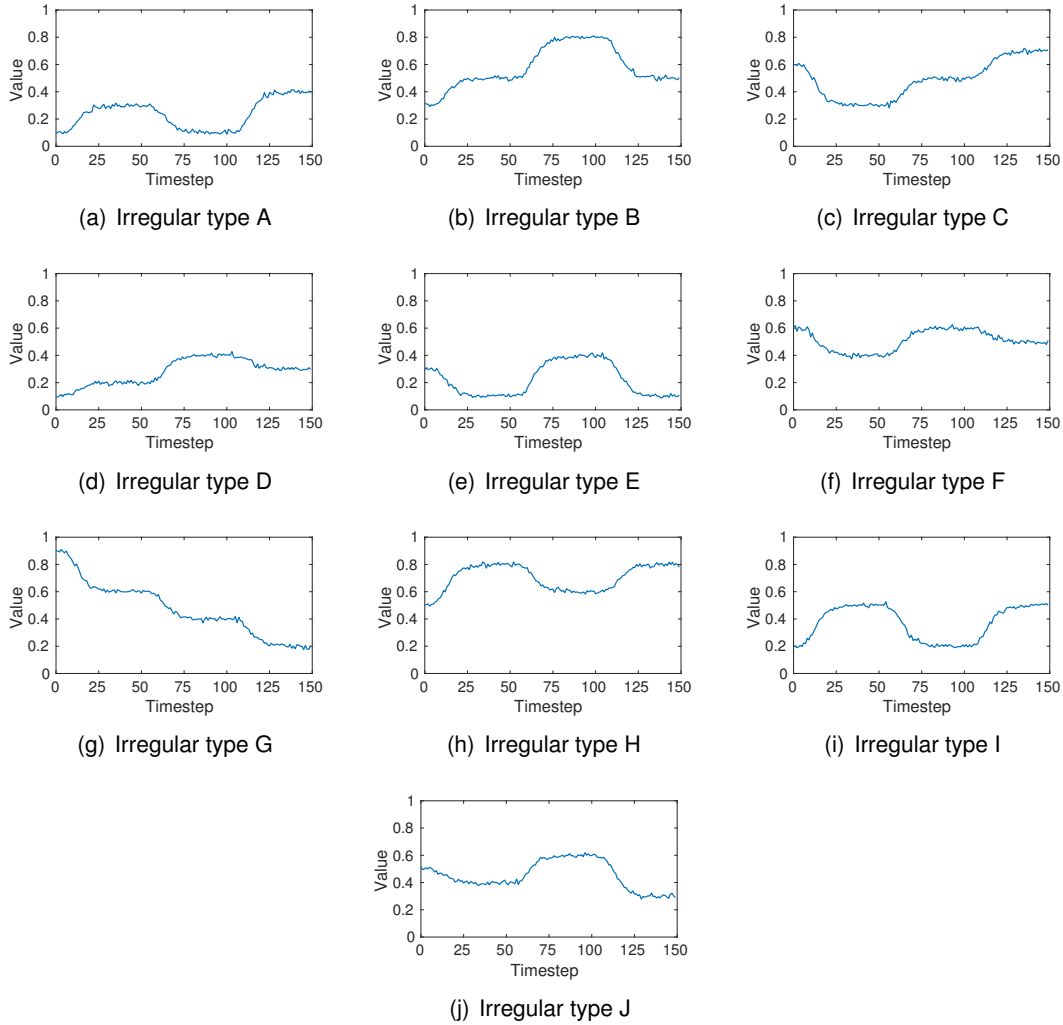 1 1 1
0.8 0.8 0.8
0.6 0.6 0.6
0.4 0.4 0.4
0.2 0.2 0.2
0 0 0
Value Value Value
0 25 50 75 100 125 150 0 25 50 75 100 125 150 0 25 50 75 100 125 150
Timestep Timestep Timestep
(a) Irregular type A (b) Irregular type B (c) Irregular type C
1 1 1
0.8 0.8 0.8
0.6 0.6 0.6
0.4 0.4 0.4
0.2 0.2 0.2
0 0 0
Value Value Value
0 25 50 75 100 125 150 0 25 50 75 100 125 150 0 25 50 75 100 125 150
Timestep Timestep Timestep
(d) Irregular type D (e) Irregular type E (f) Irregular type F
1 1 1
0.8 0.8 0.8
0.6 0.6 0.6
0.4 0.4 0.4
0.2 0.2 0.2
0 0 0
Value Value Value
0 25 50 75 100 125 150 0 25 50 75 100 125 150 0 25 50 75 100 125 150
Timestep Timestep Timestep
(g) Irregular type G (h) Irregular type H (i) Irregular type I
1
0.8
0.6
0.4
0.2
0
Value
0 25 50 75 100 125 150
Timestep
(j) Irregular type J